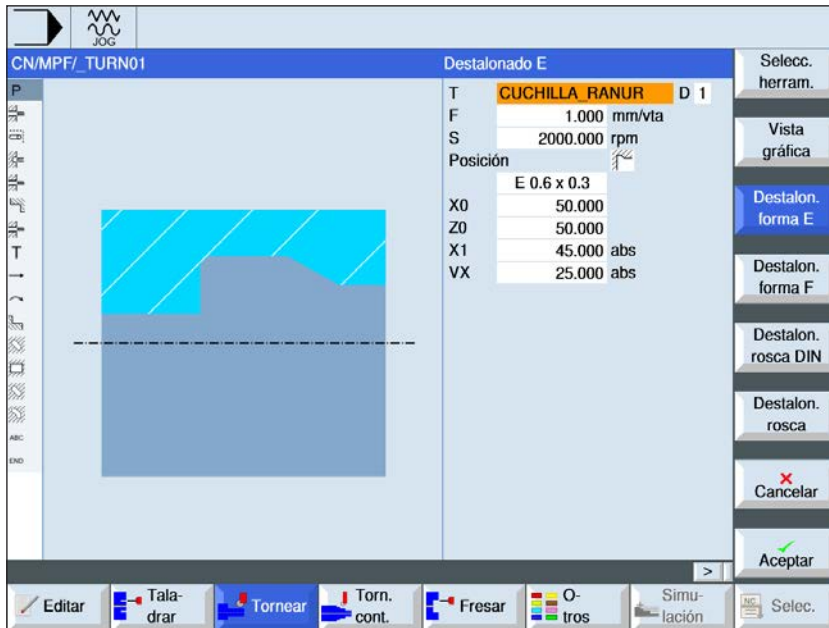 JOG
CN/MPF/_TURN01
Destalonado E
P
T CUCHILLA_RANUR D 1
F 1.000 mm/vta
S 2000.000 rpm
Posición
E 0.6 x 0.3
X0 50.000
Z0 50.000
X1 45.000 abs
VX 25.000 abs
T
ABC
END
Selecc.
herram.
Vista
gráfica
Destalon.
forma E
Destalon.
forma F
Destalon.
rosca DIN
Destalon.
rosca
Cancelar
Aceptar
>
Editar
Tala-
drar
Tornear
Torn.
cont.
Fresar
O-
tros
Simu-
lación
NC
Selec.